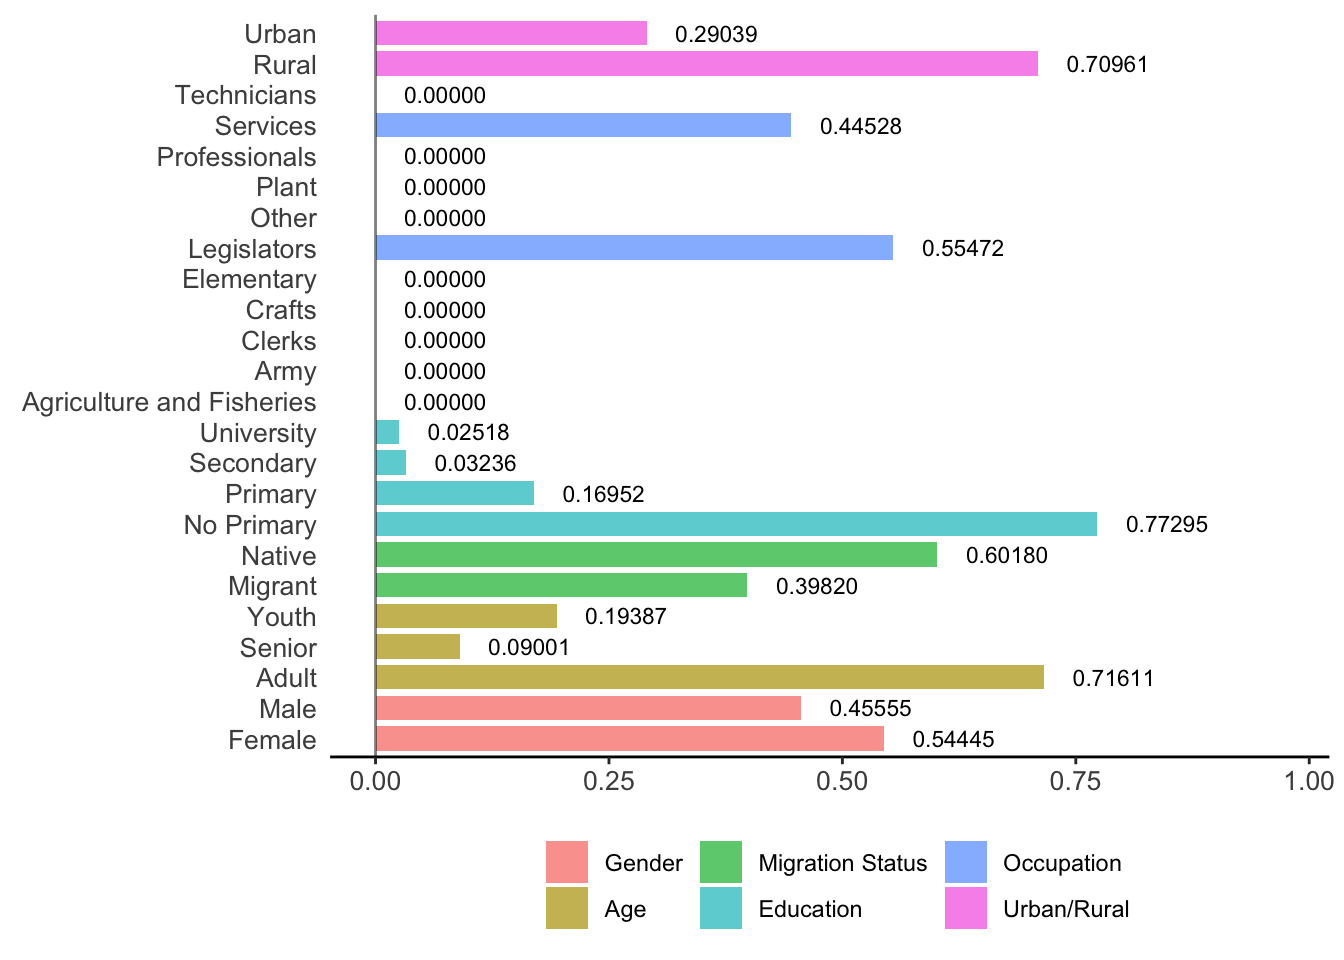 Urban 0.29039
Rural 0.70961
Technicians 0.00000
Services 0.44528
Professionals 0.00000
Plant 0.00000
Other 0.00000
Legislators 0.55472
Elementary 0.00000
Crafts 0.00000
Clerks 0.00000
Army 0.00000
Agriculture and Fisheries 0.00000
University 0.02518
Secondary 0.03236
Primary 0.16952
No Primary 0.77295
Native 0.60180
Migrant 0.39820
Youth 0.19387
Senior 0.09001
Adult 0.71611
Male 0.45555
Female 0.54445
0.00 0.25 0.50 0.75 1.00
Gender Migration Status Occupation
Age Education Urban/Rural